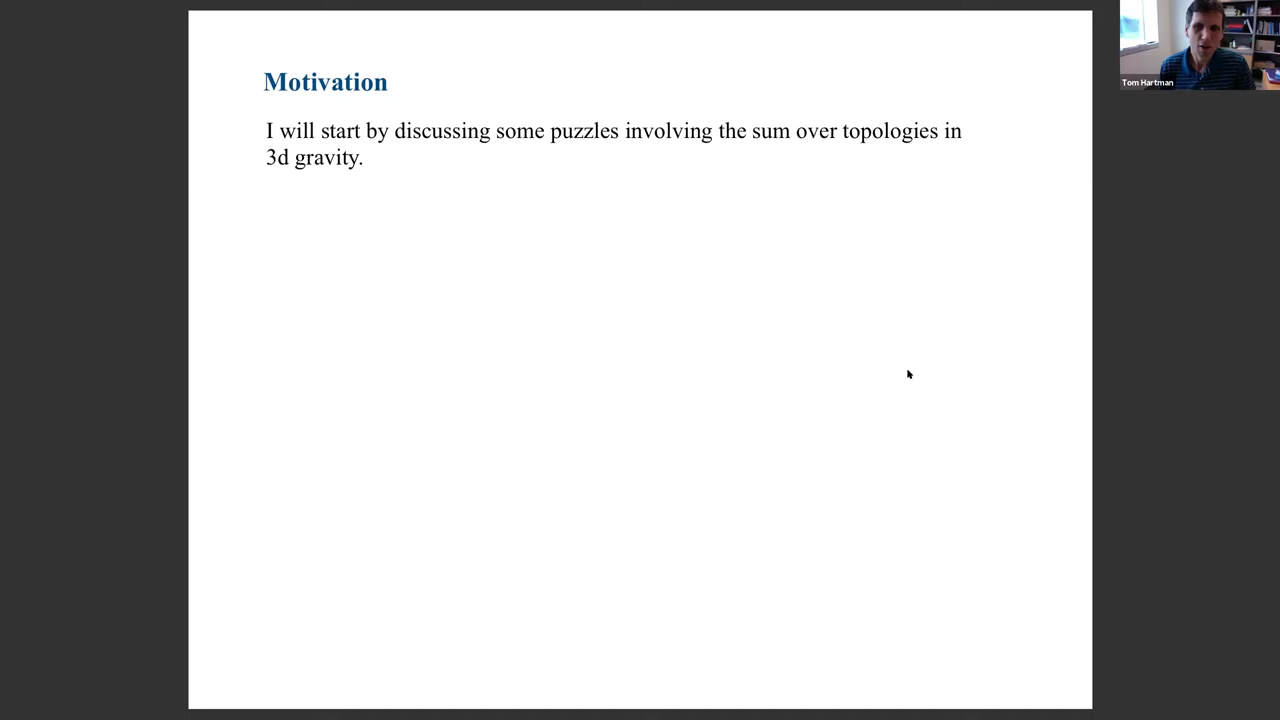 Motivation
I will start by discussing some puzzles involving the sum over topologies in
3d gravity.
Tom Hartman